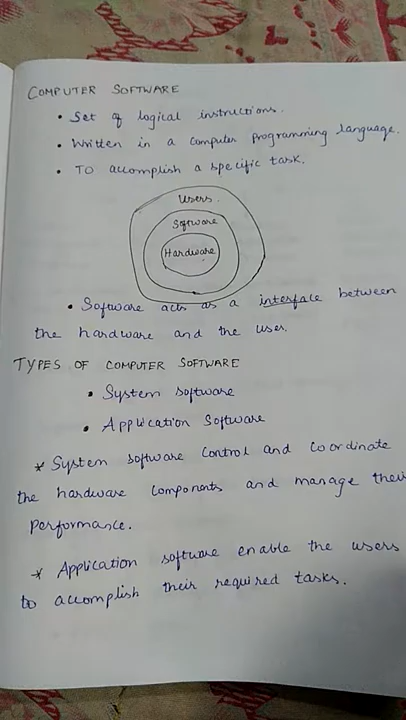 COMPUTER SOFTWARE
• Set of logical instructions.
• Written in a computer programming language.
• TO accomplish a specific task.
Users.
Software
Hardware
• Software acts as a interface between
the hardware and the user.
TYPES OF COMPUTER SOFTWARE
• System software
• Application Software
* System software Control and Coordinate
the hardware components and manage their
performance.
* Application software enable the users
to accomplish their required tasks.